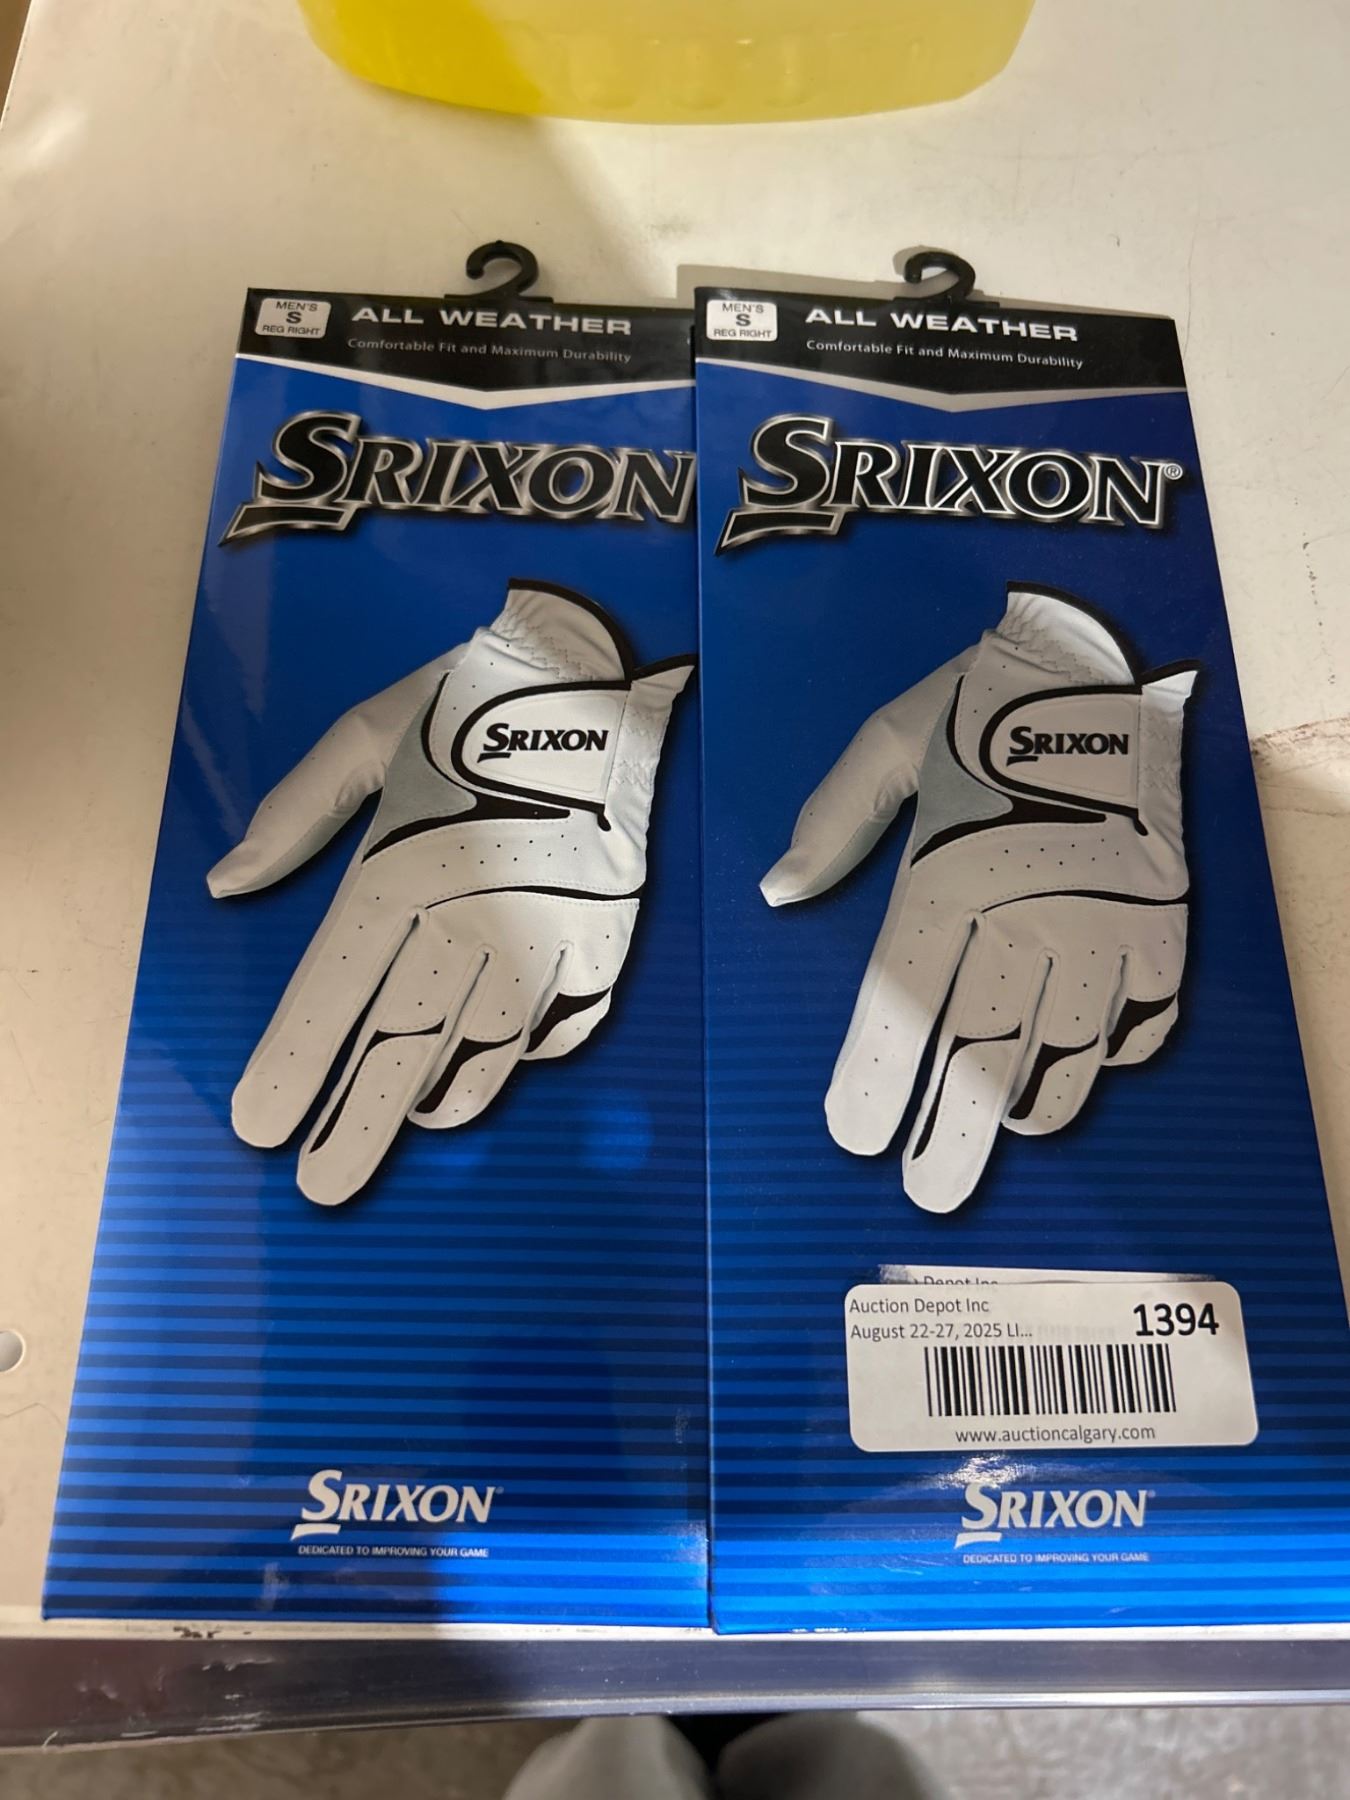 MEN'S
S
REG RIGHT
ALL WEATHER
Comfortable Fit and Maximum Durability
SRIXON
SRIXON
SRIXON
DEDICATED TO IMPROVING YOUR GAME
MEN'S
S
REG RIGHT
ALL WEATHER
Comfortable Fit and Maximum Durability
SRIXON®
SRIXON
Depot Inc
Auction Depot Inc
August 22-27, 2025 LI...
1394
www.auctioncalgary.com
SRIXON
DEDICATED TO IMPROVING YOUR GAME